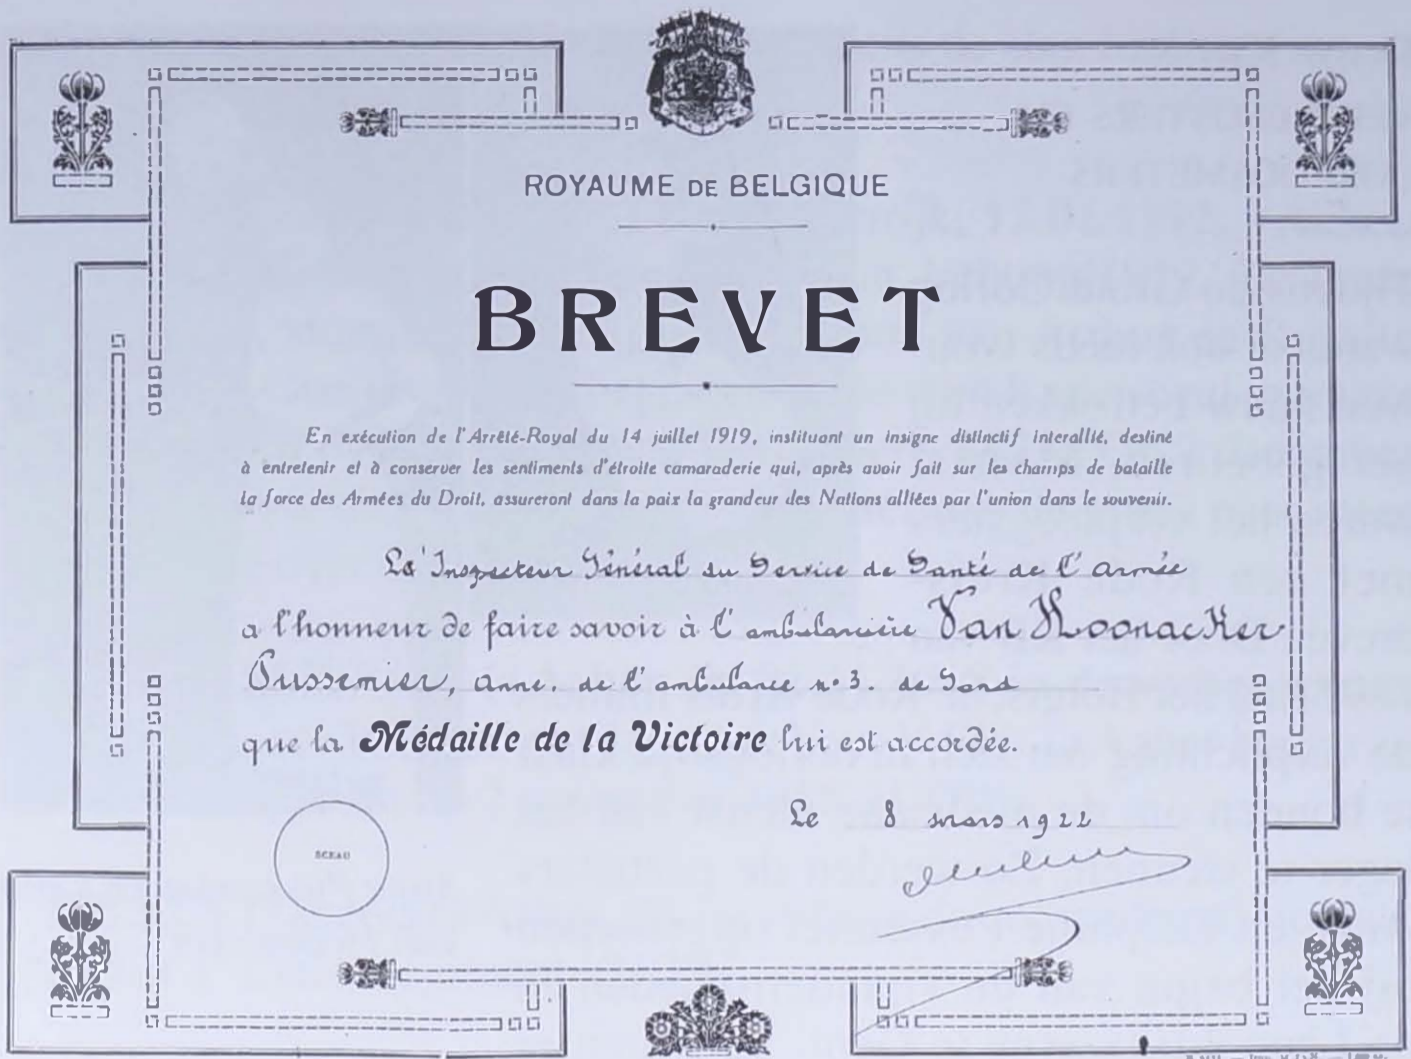 ROYAUME DE BELGIQUE
BREVET
En exécution de l'Arrêté-Royal du 14 juillet 1919, instituant un insigne distinctif interallié, destiné
à entretenir et à conserver les sentiments d'étroite camaraderie qui, après avoir fait sur les champs de bataille
la force des Armées du Droit, assureront dans la paix la grandeur des Nations alliées par l'union dans le souvenir.
Le Inspecteur Général du Service de Santé de l'armée
a l'honneur de faire savoir à l'ambulancière Van Hoonacker
Pussemier, anne. de l'ambulance n° 3. de Gand
que la Médaille de la Victoire lui est accordée.
Le 8 mars 1922
SCEAU